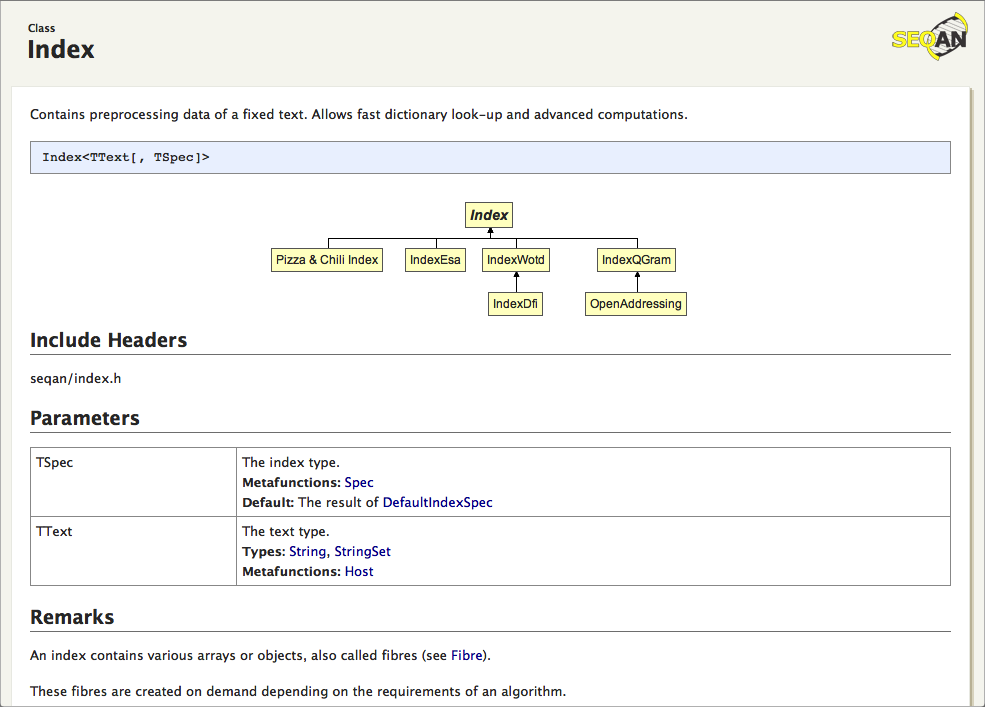 Class
Index
SEQAN
Contains preprocessing data of a fixed text. Allows fast dictionary look-up and advanced computations.
Index<TText[, TSpec]>
Index
Pizza & Chili Index IndexEsa IndexWotd IndexQGram
IndexDfi OpenAddressing
Include Headers
seqan/index.h
Parameters
TSpec The index type.
Metafunctions: Spec
Default: The result of DefaultIndexSpec
TText The text type.
Types: String, StringSet
Metafunctions: Host
Remarks
An index contains various arrays or objects, also called fibres (see Fibre).
These fibres are created on demand depending on the requirements of an algorithm.